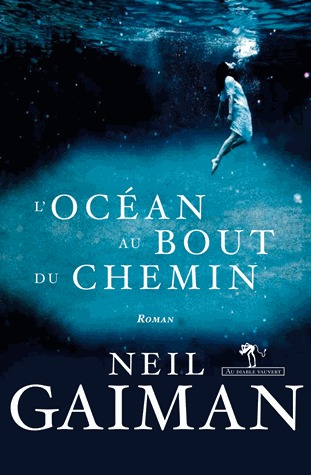 L'OCÉAN
AU BOUT
DU CHEMIN
ROMAN
NEIL
AU DIABLE VAUVERT
GAIMAN